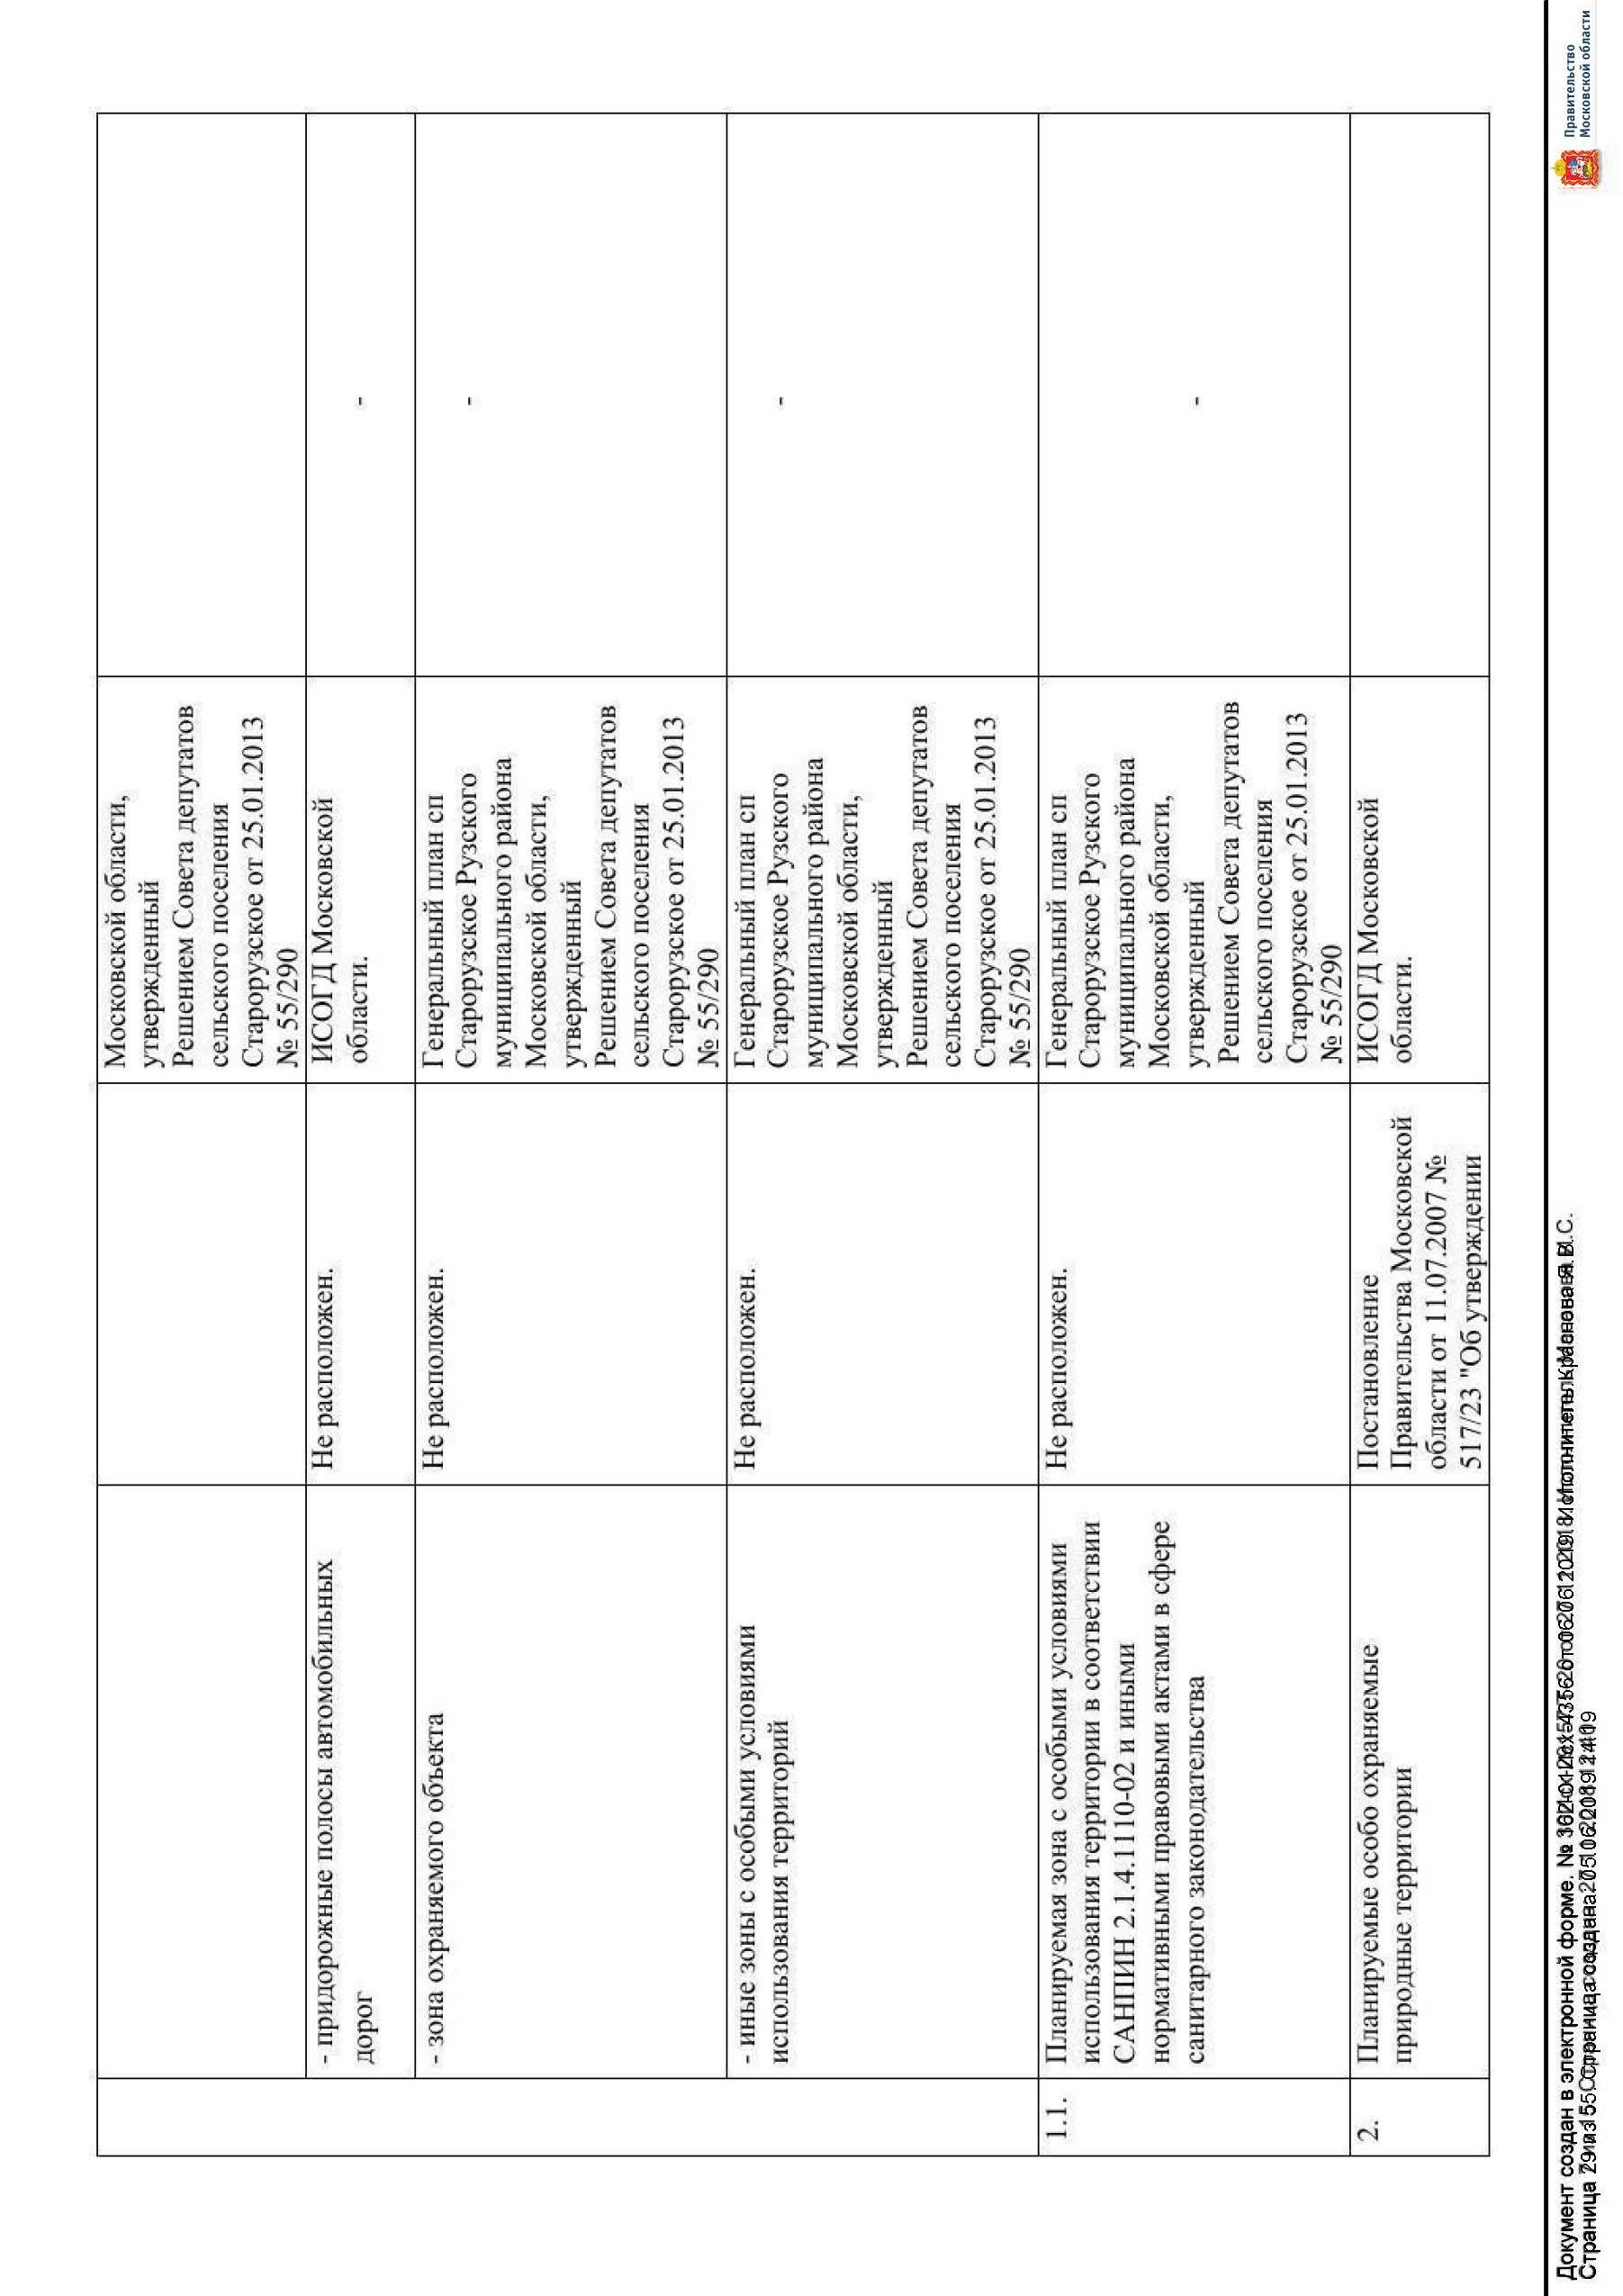 Московской области,
утвержденный
Решением Совета депутатов
сельского поселения
Старорузское от 25.01.2013
№ 55/290
- придорожные полосы автомобильных
дорог
Не расположен.
ИСОГД Московской
области.
-
- зона охраняемого объекта
Не расположен.
Генеральный план сп
Старорузское Рузского
муниципального района
Московской области,
утвержденный
Решением Совета депутатов
сельского поселения
Старорузское от 25.01.2013
№ 55/290
-
- иные зоны с особыми условиями
использования территорий
Не расположен.
Генеральный план сп
Старорузское Рузского
муниципального района
Московской области,
утвержденный
Решением Совета депутатов
сельского поселения
Старорузское от 25.01.2013
№ 55/290
-
1.1.
Планируемая зона с особыми условиями
использования территории в соответствии
САНПИН 2.1.4.1110-02 и иными
нормативными правовыми актами в сфере
санитарного законодательства
Не расположен.
Генеральный план сп
Старорузское Рузского
муниципального района
Московской области,
утвержденный
Решением Совета депутатов
сельского поселения
Старорузское от 25.01.2013
№ 55/290
-
2.
Планируемые особо охраняемые
природные территории
Постановление
Правительства Московской
области от 11.07.2007 №
517/23 "Об утверждении
ИСОГД Московской
области.
Документ создан в электронной форме. №
Страница
Правительство
Московской области